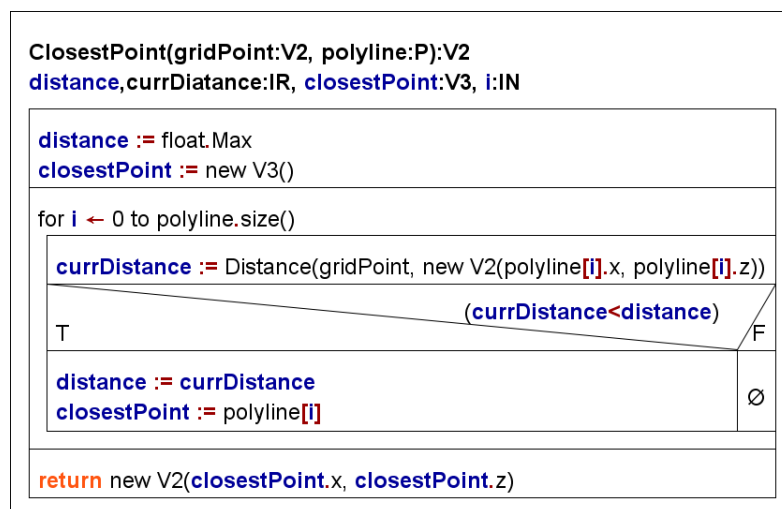 ClosestPoint(gridPoint:V2, polyline:P):V2
distance,currDiatance:IR, closestPoint:V3, i:IN
distance := float.Max
closestPoint := new V3()
for i ← 0 to polyline.size()
currDistance := Distance(gridPoint, new V2(polyline[i].x, polyline[i].z))
(currDistance<distance)
T
F
distance := currDistance
closestPoint := polyline[i]
∅
return new V2(closestPoint.x, closestPoint.z)